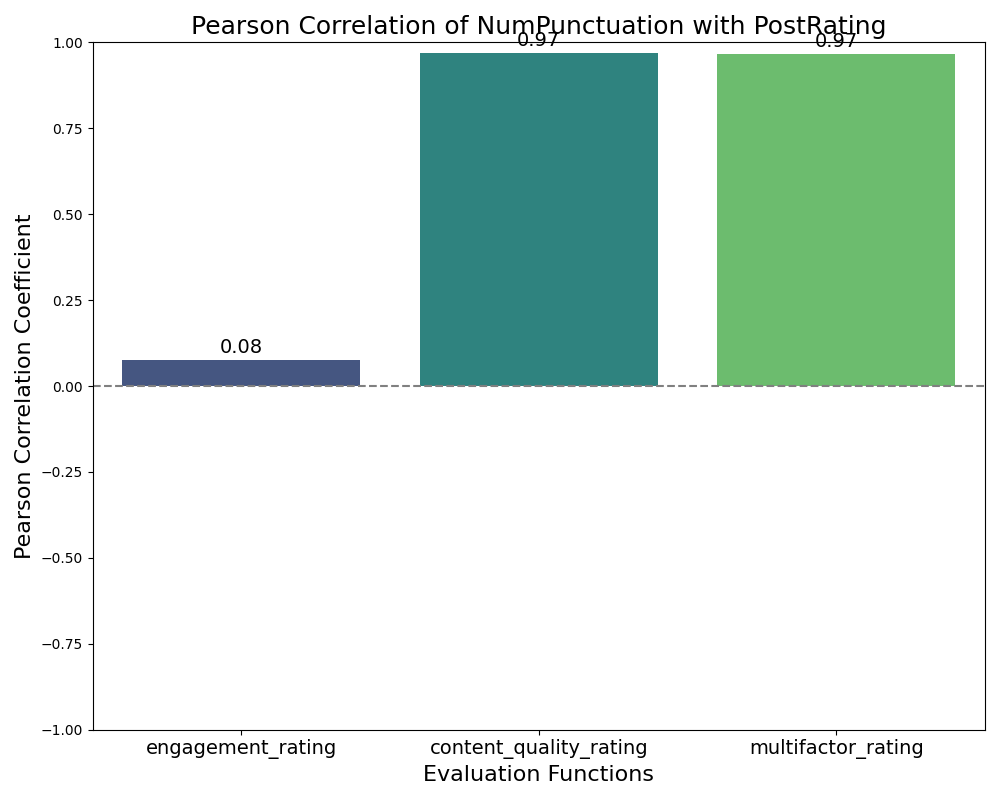 Pearson Correlation of NumPunctuation with PostRating
1.00
0.75
0.50
0.25
0.00
−0.25
−0.50
−0.75
−1.00
Pearson Correlation Coefficient
0.08
0.97
0.97
engagement_rating
content_quality_rating
multifactor_rating
Evaluation Functions